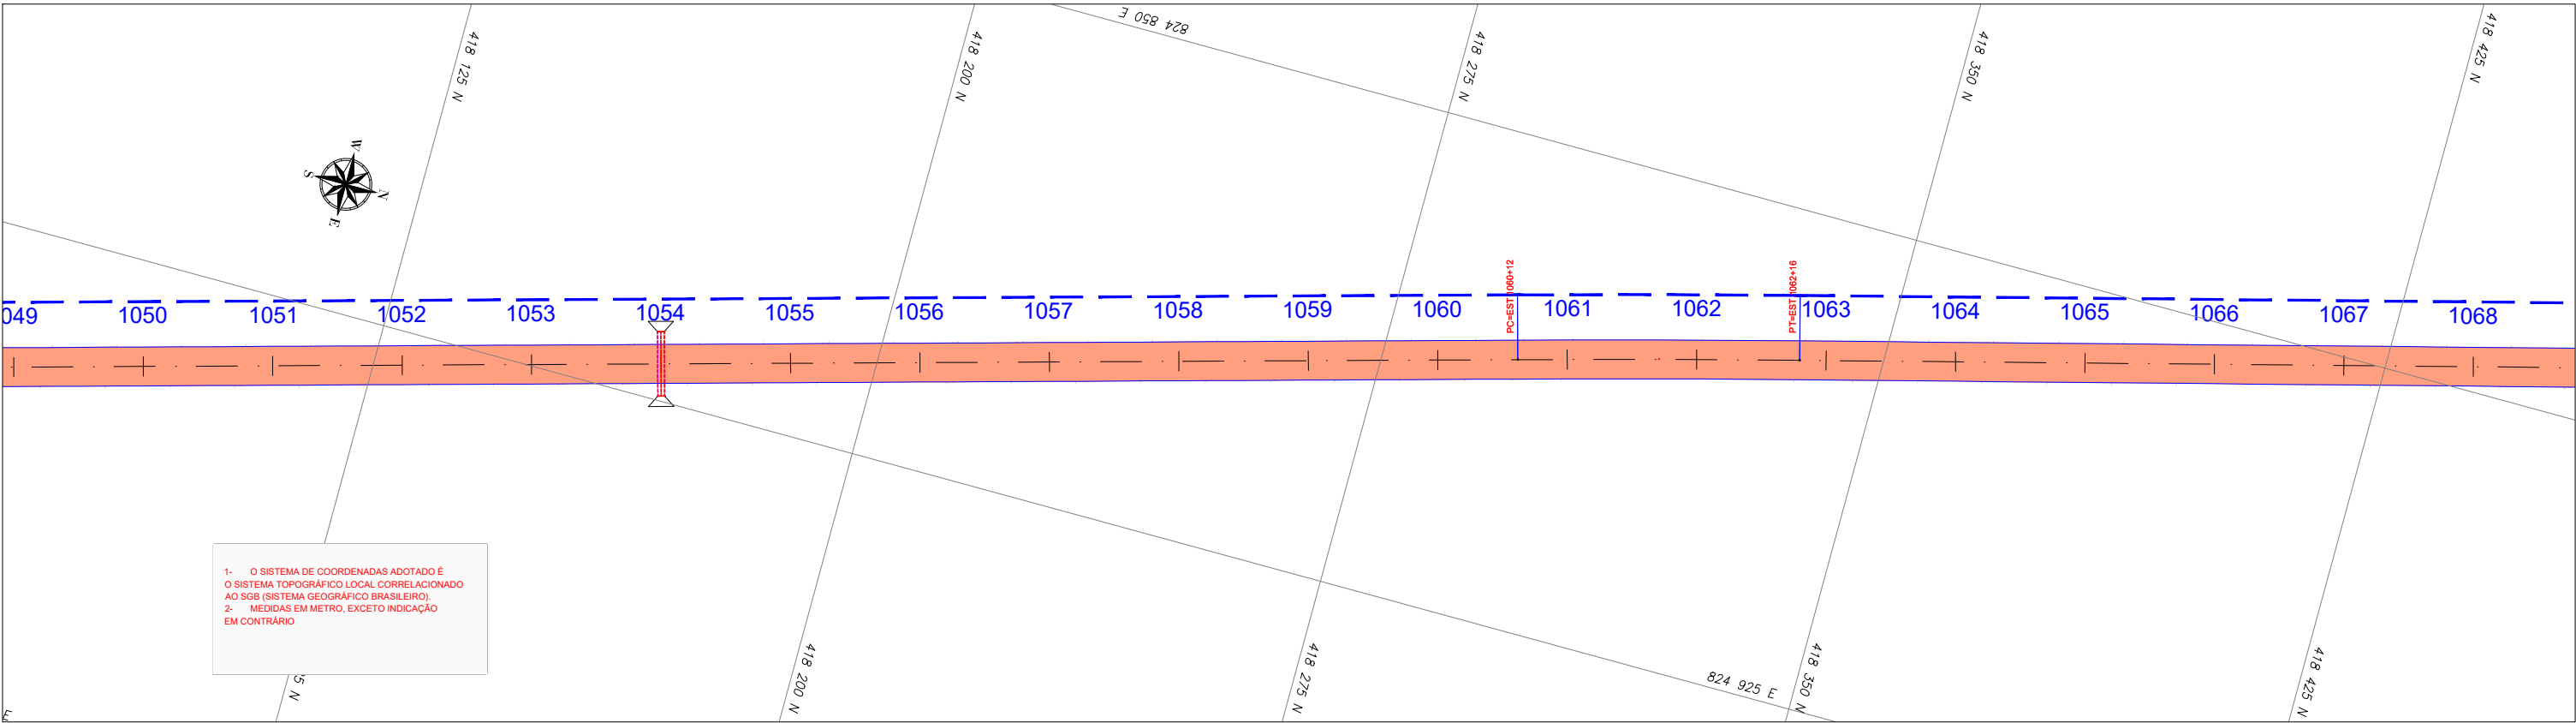 824 850 E
418 125 N
418 200 N
418 275 N
418 350 N
418 425 N
W
S
N
E
PC=EST 1060+12
PT=EST 1062+16
049
1050
1051
1052
1053
1054
1055
1056
1057
1058
1059
1060
1061
1062
1063
1064
1065
1066
1067
1068
1- O SISTEMA DE COORDENADAS ADOTADO É
O SISTEMA TOPOGRÁFICO LOCAL CORRELACIONADO
AO SGB (SISTEMA GEOGRÁFICO BRASILEIRO).
2- MEDIDAS EM METRO, EXCETO INDICAÇÃO
EM CONTRÁRIO
5 N
418 200 N
418 275 N
824 925 E
418 350 N
418 425 N
E